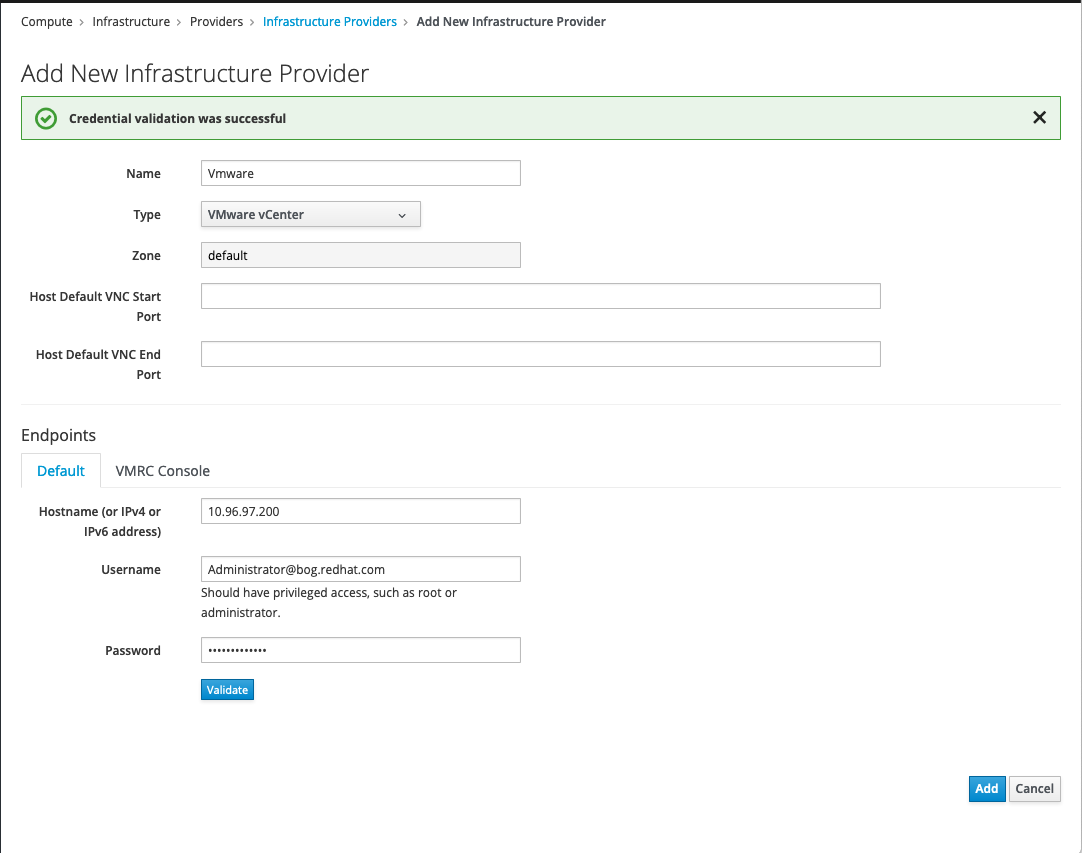 Compute > Infrastructure > Providers > Infrastructure Providers > Add New Infrastructure Provider
Add New Infrastructure Provider
Credential validation was successful
Name
Vmware
Type
VMware vCenter
Zone
default
Host Default VNC Start
Port
Host Default VNC End
Port
Endpoints
Default
VMRC Console
Hostname (or IPv4 or
IPv6 address)
10.96.97.200
Username
Administrator@bog.redhat.com
Should have privileged access, such as root or
administrator.
Password
•••••••••••••
Validate
Add
Cancel